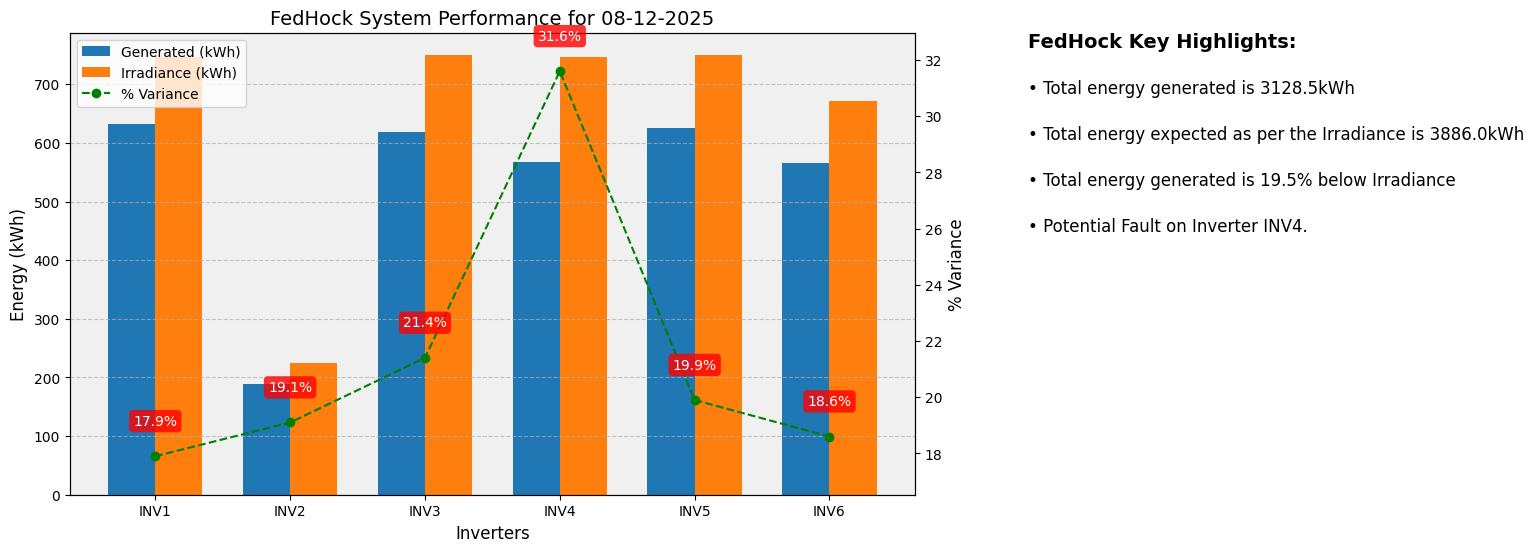 FedHock System Performance for 08-12-2025
Generated (kWh)
Irradiance (kWh)
% Variance
Energy (kWh)
700
600
500
400
300
200
100
0
17.9%
19.1%
21.4%
31.6%
19.9%
18.6%
INV1
INV2
INV3
INV4
INV5
INV6
Inverters
32
30
28
26
24
22
20
18
% Variance
FedHock Key Highlights:
• Total energy generated is 3128.5kWh
• Total energy expected as per the Irradiance is 3886.0kWh
• Total energy generated is 19.5% below Irradiance
• Potential Fault on Inverter INV4.